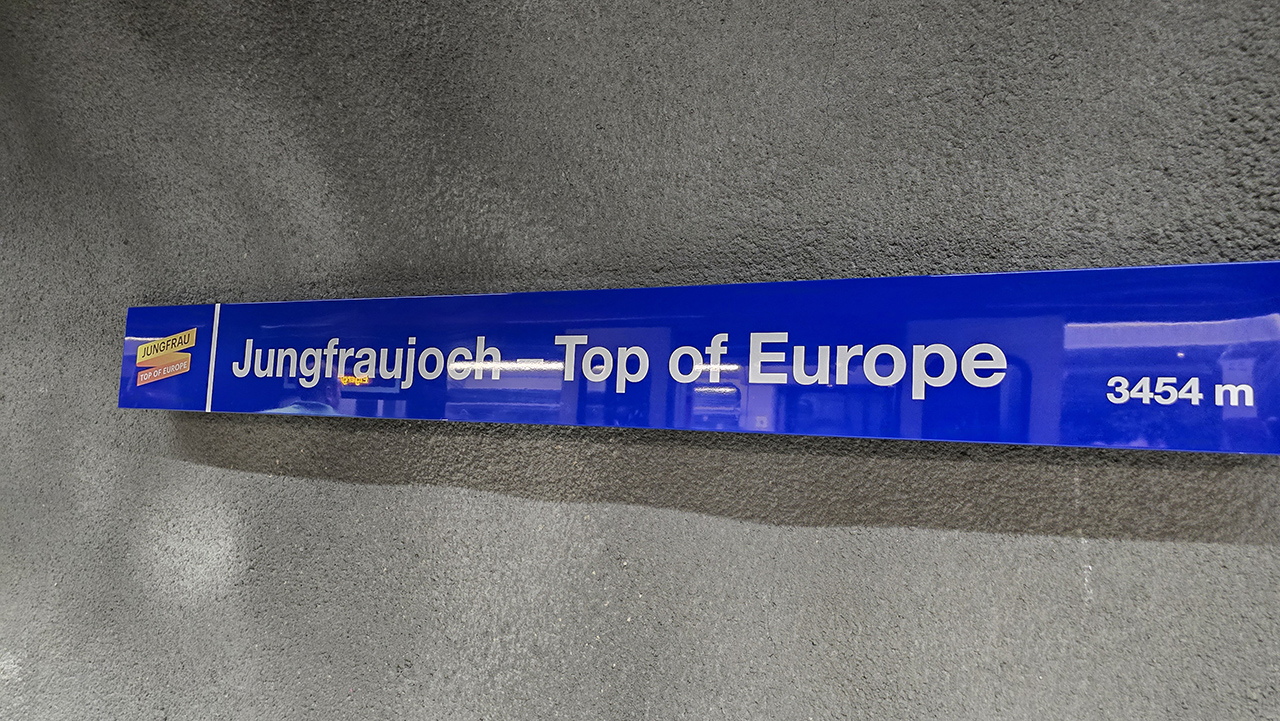 JUNGFRAU
TOP OF EUROPE
Jungfraujoch – Top of Europe
3454 m